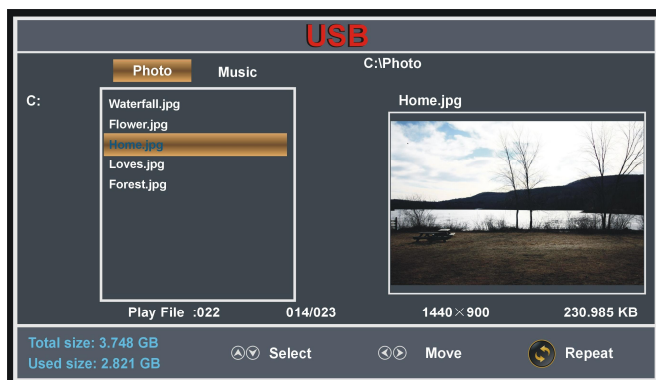 USB
Photo Music C:\Photo
C: Home.jpg
Waterfall.jpg
Flower.jpg
Home.jpg
Loves.jpg
Forest.jpg
Play File :022 014/023 1440×900 230.985 KB
Total size: 3.748 GB
Used size: 2.821 GB
Select Move Repeat